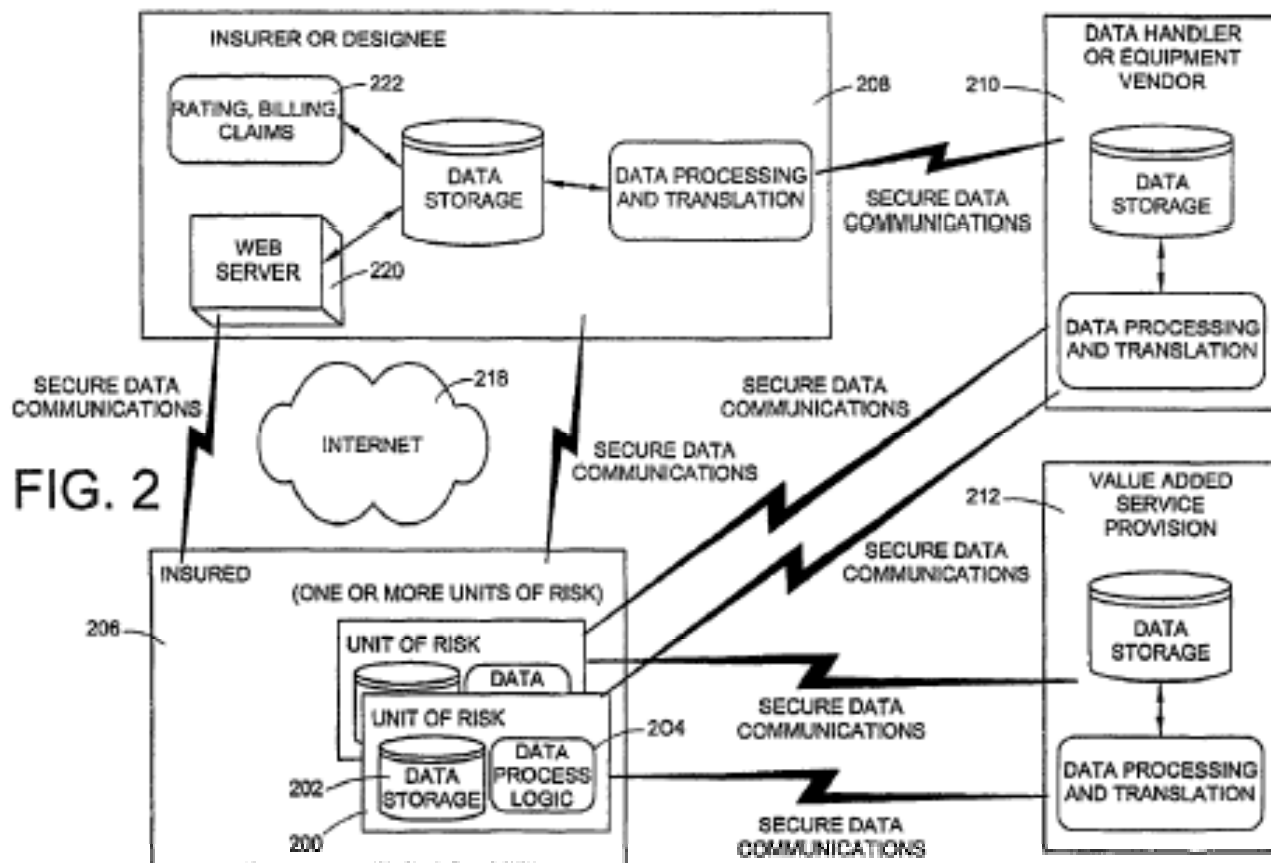 INSURER OR DESIGNEE
222
RATING, BILLING,
CLAIMS
DATA
STORAGE
DATA PROCESSING
AND TRANSLATION
WEB
SERVER
220
208
SECURE DATA
COMMUNICATIONS
DATA HANDLER
OR EQUIPMENT
VENDOR
210
DATA
STORAGE
DATA PROCESSING
AND TRANSLATION
SECURE DATA
COMMUNICATIONS
218
INTERNET
SECURE DATA
COMMUNICATIONS
SECURE DATA
COMMUNICATIONS
SECURE DATA
COMMUNICATIONS
FIG. 2
INSURED
(ONE OR MORE UNITS OF RISK)
206
UNIT OF RISK
DATA
UNIT OF RISK
204
202
DATA
STORAGE
DATA
PROCESS
LOGIC
200
SECURE DATA
COMMUNICATIONS
SECURE DATA
COMMUNICATIONS
VALUE ADDED
SERVICE
PROVISION
212
DATA
STORAGE
DATA PROCESSING
AND TRANSLATION